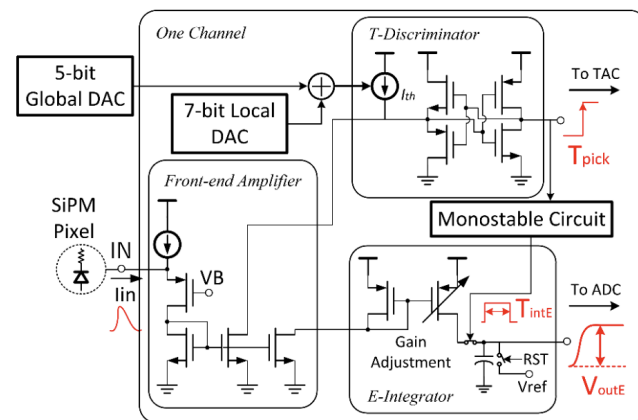 One Channel
T-Discriminator
5-bit
Global DAC
7-bit Local
DAC
Ith
To TAC
Tpick
Front-end Amplifier
SiPM
Pixel
IN
Iin
VB
Monostable Circuit
To ADC
TintE
Gain
Adjustment
RST
Vref
VoutE
E-Integrator